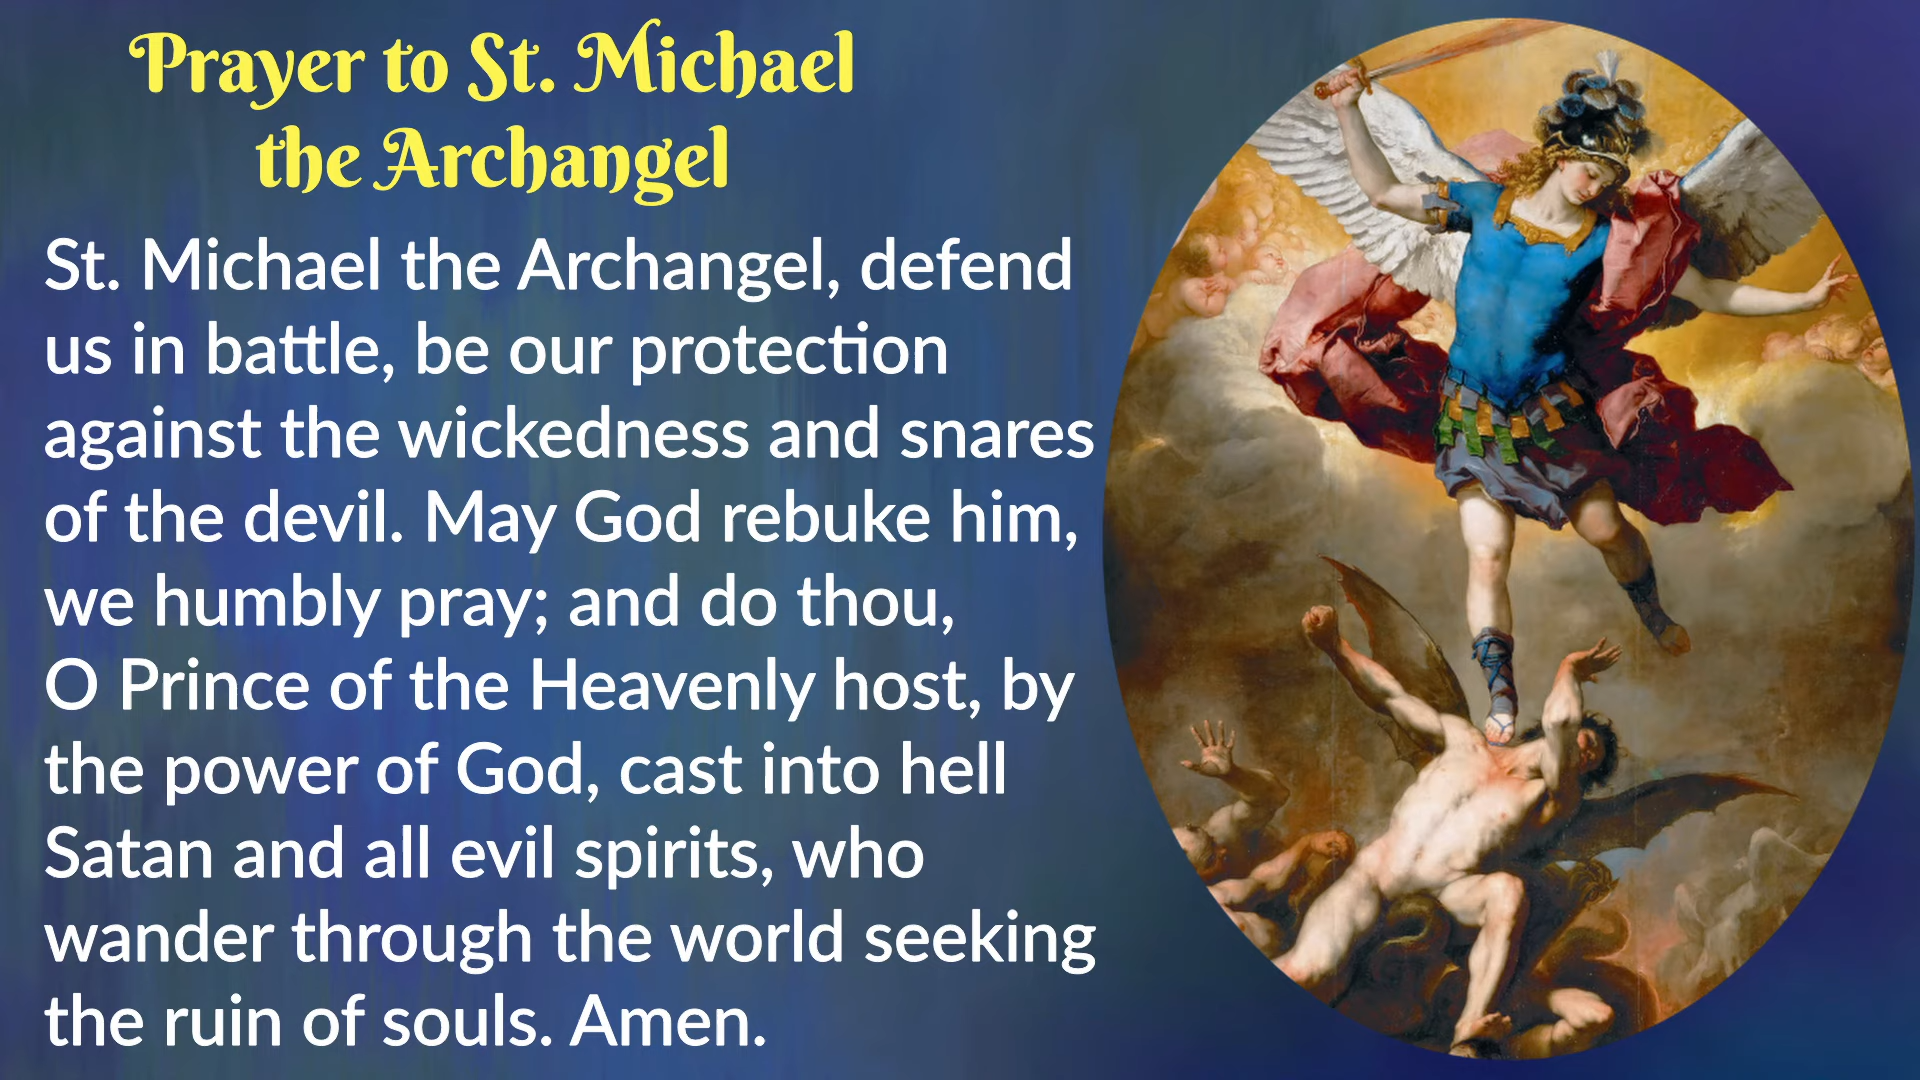 Prayer to St. Michael
the Archangel
St. Michael the Archangel, defend
us in battle, be our protection
against the wickedness and snares
of the devil. May God rebuke him,
we humbly pray; and do thou,
O Prince of the Heavenly host, by
the power of God, cast into hell
Satan and all evil spirits, who
wander through the world seeking
the ruin of souls. Amen.